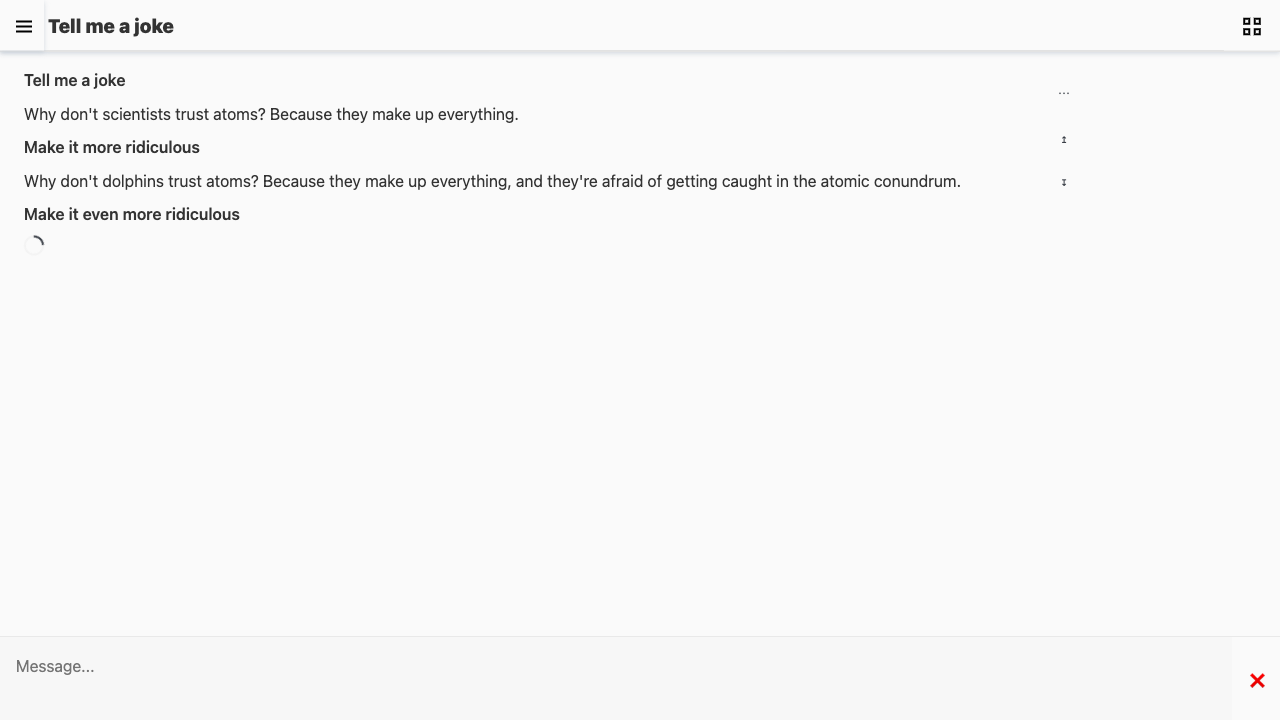 Tell me a joke
Tell me a joke
Why don't scientists trust atoms? Because they make up everything.
...
Make it more ridiculous
↥
Why don't dolphins trust atoms? Because they make up everything, and they're afraid of getting caught in the atomic conundrum.
↧
Make it even more ridiculous
Message...